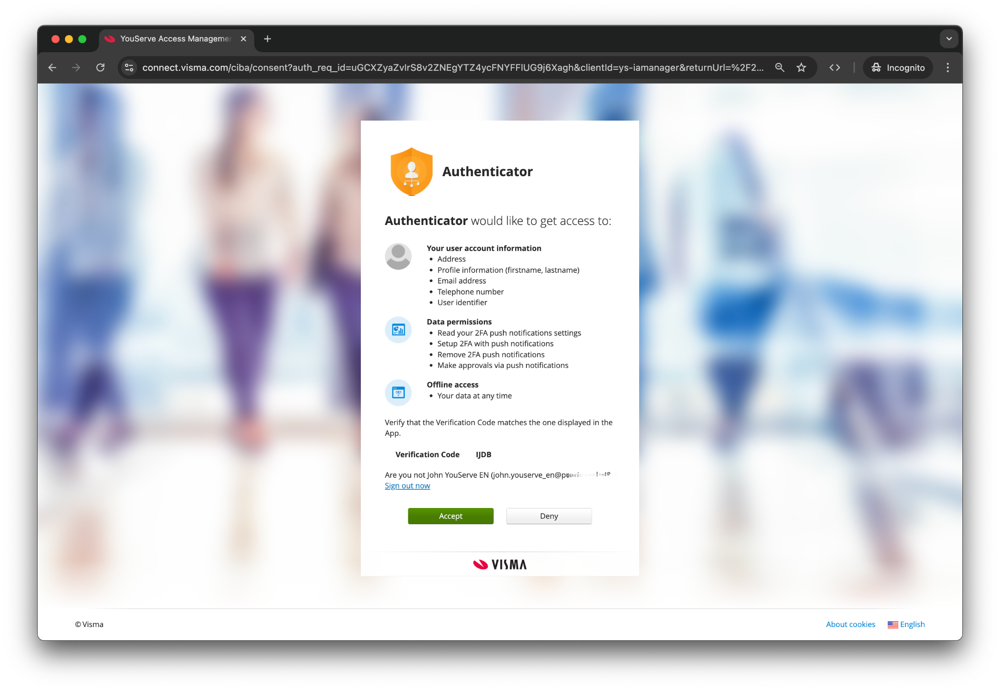 YouServe Access Manageme
connect.visma.com/ciba/consent?auth_req_id=uGCXZyaZvIrS8v2ZNEgYTZ4ycFNYFFlUG9j6Xagh&clientId=ys-iamanager&returnUrl=%2F2...
Incognito
Authenticator
Authenticator would like to get access to:
Your user account information
• Address
• Profile information (firstname, lastname)
• Email address
• Telephone number
• User identifier
Data permissions
• Read your 2FA push notifications settings
• Setup 2FA with push notifications
• Remove 2FA push notifications
• Make approvals via push notifications
Offline access
• Your data at any time
Verify that the Verification Code matches the one displayed in the
App.
Verification Code IJDB
Are you not John YouServe EN
Sign out now
Accept Deny
VISMA
© Visma About cookies English